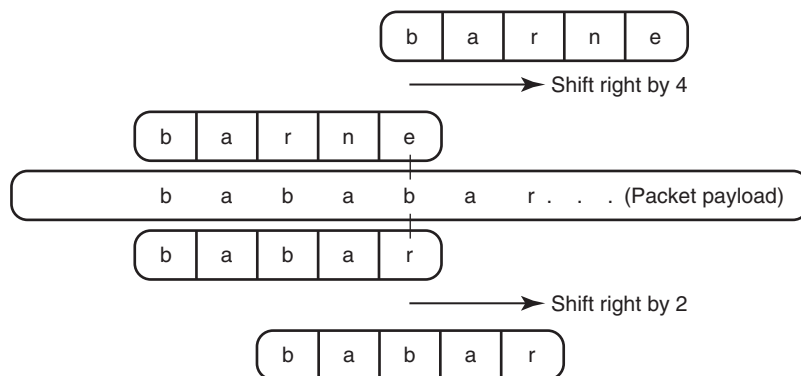 b a r n e
Shift right by 4
b a r n e
b a b a b a r . . . (Packet payload)
b a b a r
Shift right by 2
b a b a r